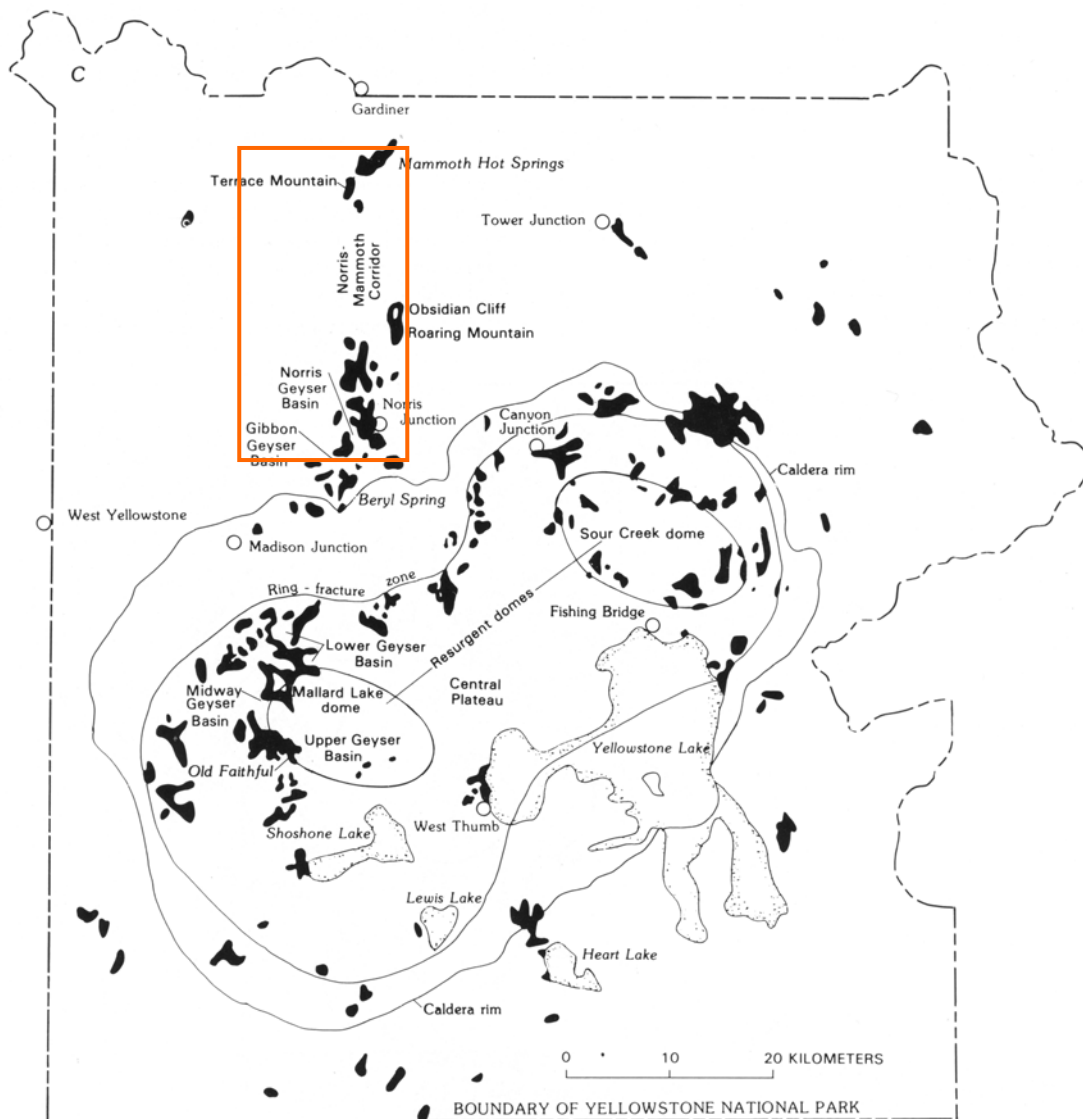 C
Gardiner
Mammoth Hot Springs
Terrace Mountain
Tower Junction
Norris-
Mammoth
Corridor
Obsidian Cliff
Roaring Mountain
Norris
Geyser
Basin
Norris
Junction
Canyon
Junction
Gibbon
Geyser
Basin
Caldera rim
Beryl Spring
West Yellowstone
Sour Creek dome
Madison Junction
Ring - fracture zone
Fishing Bridge
Resurgent domes
Lower Geyser
Basin
Central
Plateau
Midway
Geyser
Basin
Mallard Lake
dome
Upper Geyser
Basin
Yellowstone Lake
Old Faithful
West Thumb
Shoshone Lake
Lewis Lake
Heart Lake
Caldera rim
0 10 20 KILOMETERS
BOUNDARY OF YELLOWSTONE NATIONAL PARK